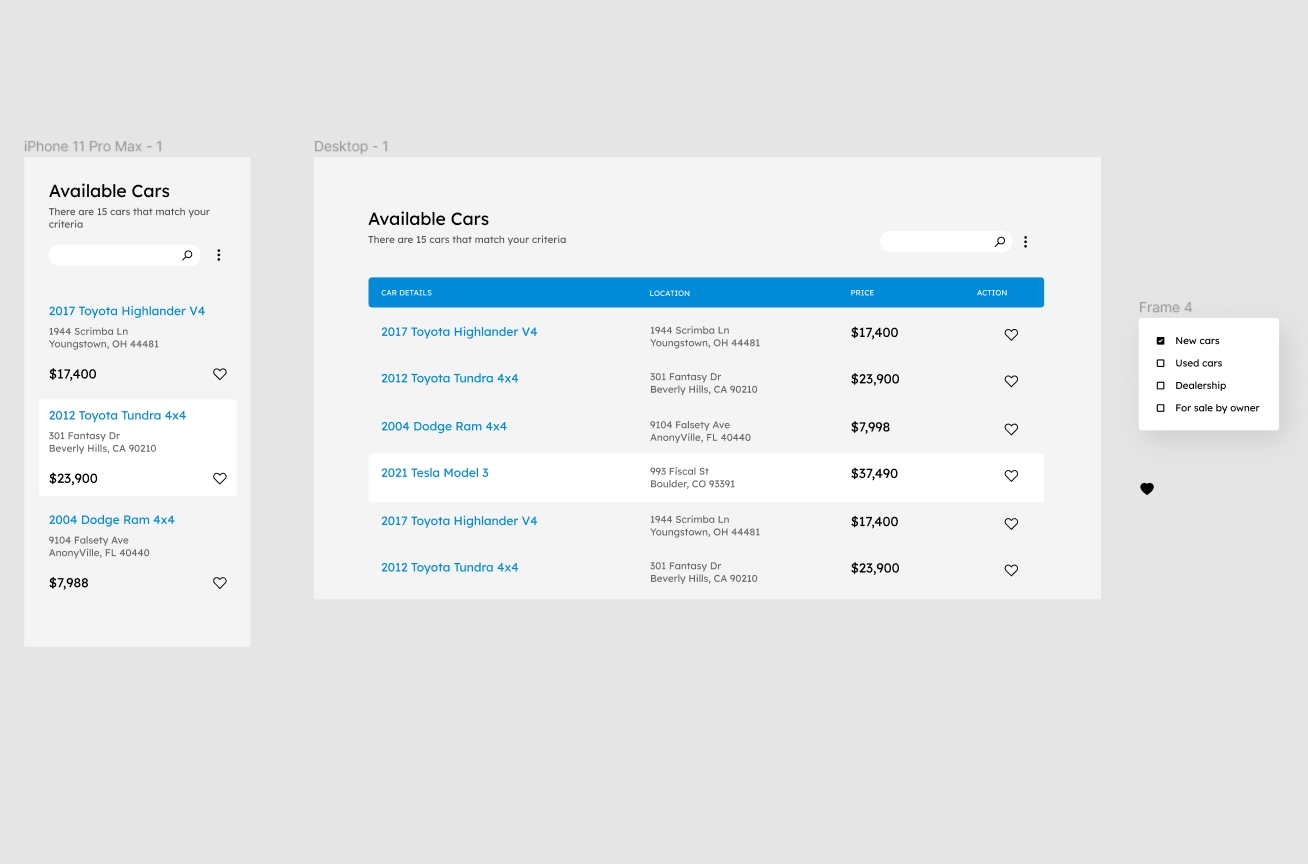 iPhone 11 Pro Max - 1
Available Cars
There are 15 cars that match your
criteria
2017 Toyota Highlander V4
1944 Scrimba Ln
Youngstown, OH 44481
$17,400
2012 Toyota Tundra 4x4
301 Fantasy Dr
Beverly Hills, CA 90210
$23,900
2004 Dodge Ram 4x4
9104 Falsety Ave
AnonyVille, FL 40440
$7,988
Desktop - 1
Available Cars
There are 15 cars that match your criteria
CAR DETAILS LOCATION PRICE ACTION
2017 Toyota Highlander V4
1944 Scrimba Ln
Youngstown, OH 44481
$17,400
2012 Toyota Tundra 4x4
301 Fantasy Dr
Beverly Hills, CA 90210
$23,900
2004 Dodge Ram 4x4
9104 Falsety Ave
AnonyVille, FL 40440
$7,998
2021 Tesla Model 3
993 Fiscal St
Boulder, CO 93391
$37,490
2017 Toyota Highlander V4
1944 Scrimba Ln
Youngstown, OH 44481
$17,400
2012 Toyota Tundra 4x4
301 Fantasy Dr
Beverly Hills, CA 90210
$23,900
Frame 4
New cars
Used cars
Dealership
For sale by owner